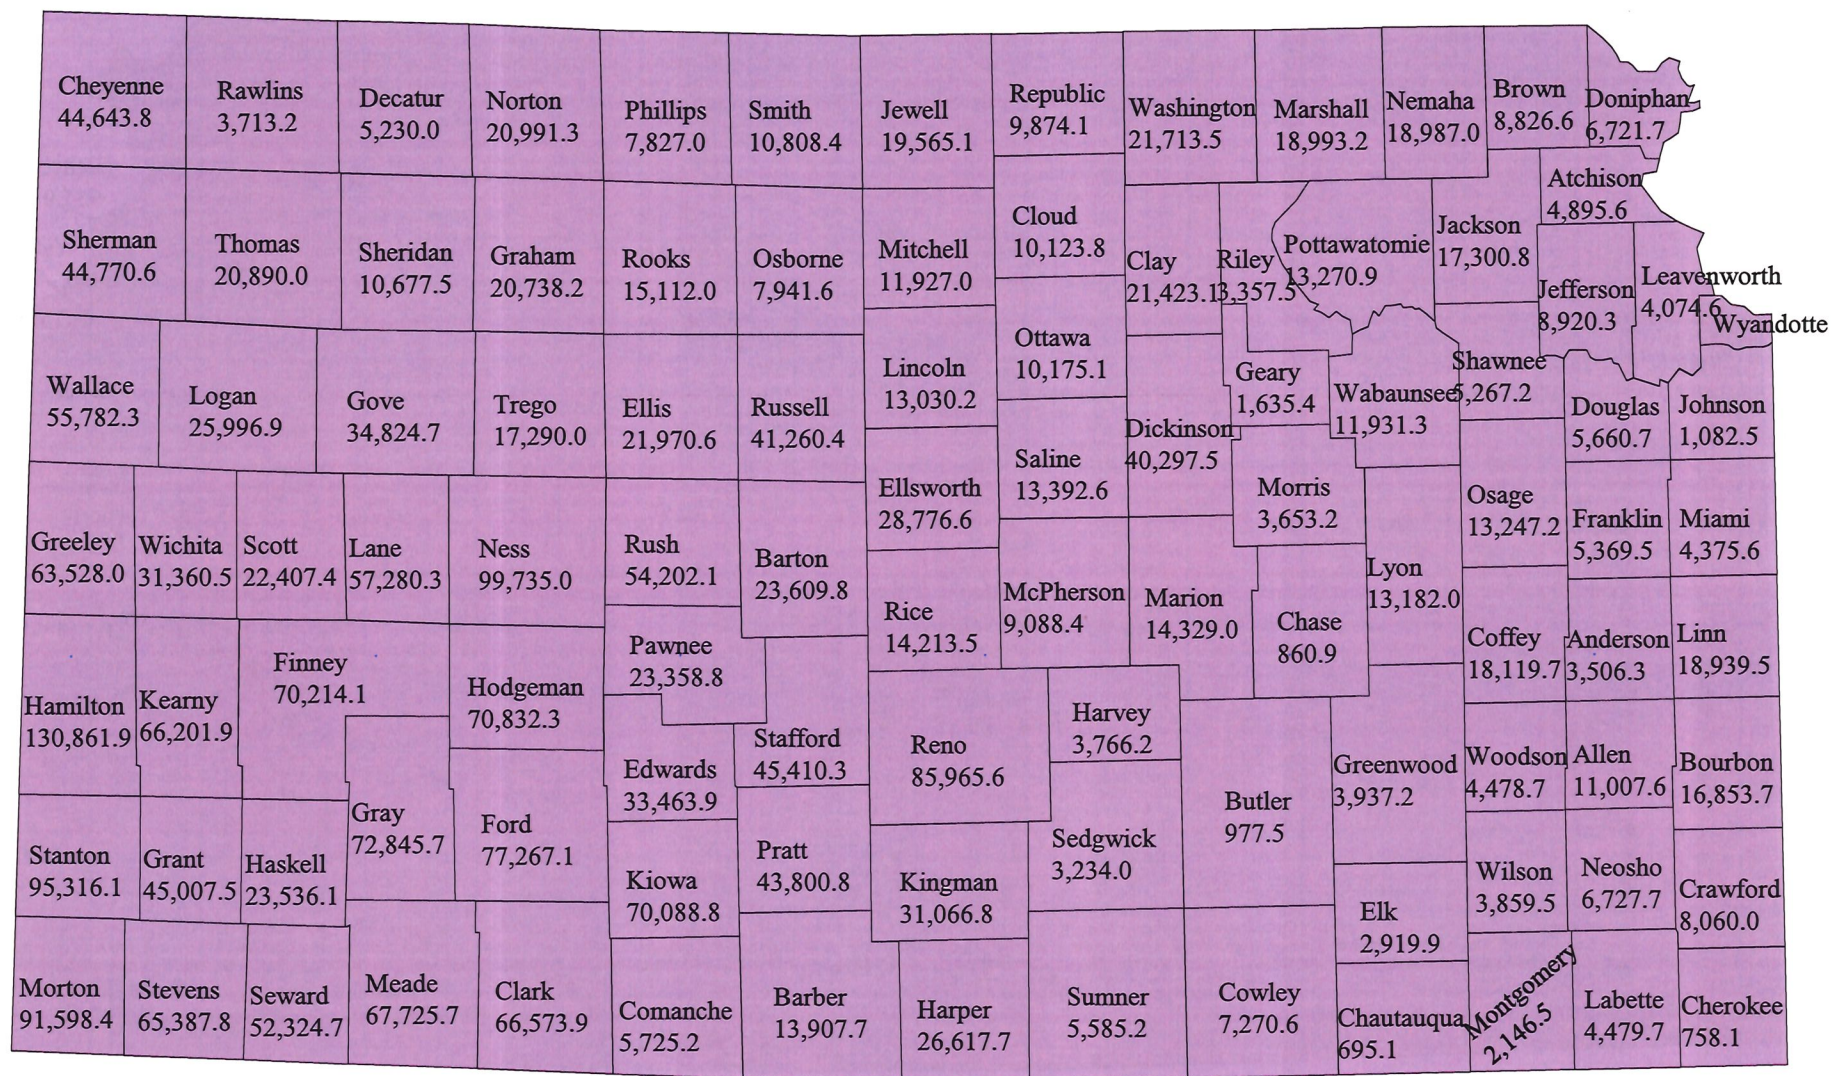 Cheyenne
44,643.8
Rawlins
3,713.2
Decatur
5,230.0
Norton
20,991.3
Phillips
7,827.0
Smith
10,808.4
Jewell
19,565.1
Republic
9,874.1
Washington
21,713.5
Marshall
18,993.2
Nemaha
18,987.0
Brown
8,826.6
Doniphan
6,721.7
Atchison
4,895.6
Sherman
44,770.6
Thomas
20,890.0
Sheridan
10,677.5
Graham
20,738.2
Rooks
15,112.0
Osborne
7,941.6
Mitchell
11,927.0
Cloud
10,123.8
Clay
21,423.1
Riley
3,357.5
Pottawatomie
13,270.9
Jackson
17,300.8
Jefferson
8,920.3
Leavenworth
4,074.6
Wyandotte
Wallace
55,782.3
Logan
25,996.9
Gove
34,824.7
Trego
17,290.0
Ellis
21,970.6
Russell
41,260.4
Lincoln
13,030.2
Ottawa
10,175.1
Geary
1,635.4
Wabaunsee
11,931.3
Shawnee
5,267.2
Douglas
5,660.7
Johnson
1,082.5
Dickinson
40,297.5
Saline
13,392.6
Ellsworth
28,776.6
Morris
3,653.2
Osage
13,247.2
Franklin
5,369.5
Miami
4,375.6
Greeley
63,528.0
Wichita
31,360.5
Scott
22,407.4
Lane
57,280.3
Ness
99,735.0
Rush
54,202.1
Barton
23,609.8
Rice
14,213.5
McPherson
9,088.4
Marion
14,329.0
Chase
860.9
Lyon
13,182.0
Coffey
18,119.7
Anderson
3,506.3
Linn
18,939.5
Hamilton
130,861.9
Kearny
66,201.9
Finney
70,214.1
Hodgeman
70,832.3
Pawnee
23,358.8
Stafford
45,410.3
Edwards
33,463.9
Reno
85,965.6
Harvey
3,766.2
Butler
977.5
Greenwood
3,937.2
Woodson
4,478.7
Allen
11,007.6
Bourbon
16,853.7
Stanton
95,316.1
Grant
45,007.5
Haskell
23,536.1
Gray
72,845.7
Ford
77,267.1
Kiowa
70,088.8
Pratt
43,800.8
Kingman
31,066.8
Sedgwick
3,234.0
Elk
2,919.9
Wilson
3,859.5
Neosho
6,727.7
Crawford
8,060.0
Morton
91,598.4
Stevens
65,387.8
Seward
52,324.7
Meade
67,725.7
Clark
66,573.9
Comanche
5,725.2
Barber
13,907.7
Harper
26,617.7
Sumner
5,585.2
Cowley
7,270.6
Chautauqua
695.1
Montgomery
2,146.5
Labette
4,479.7
Cherokee
758.1